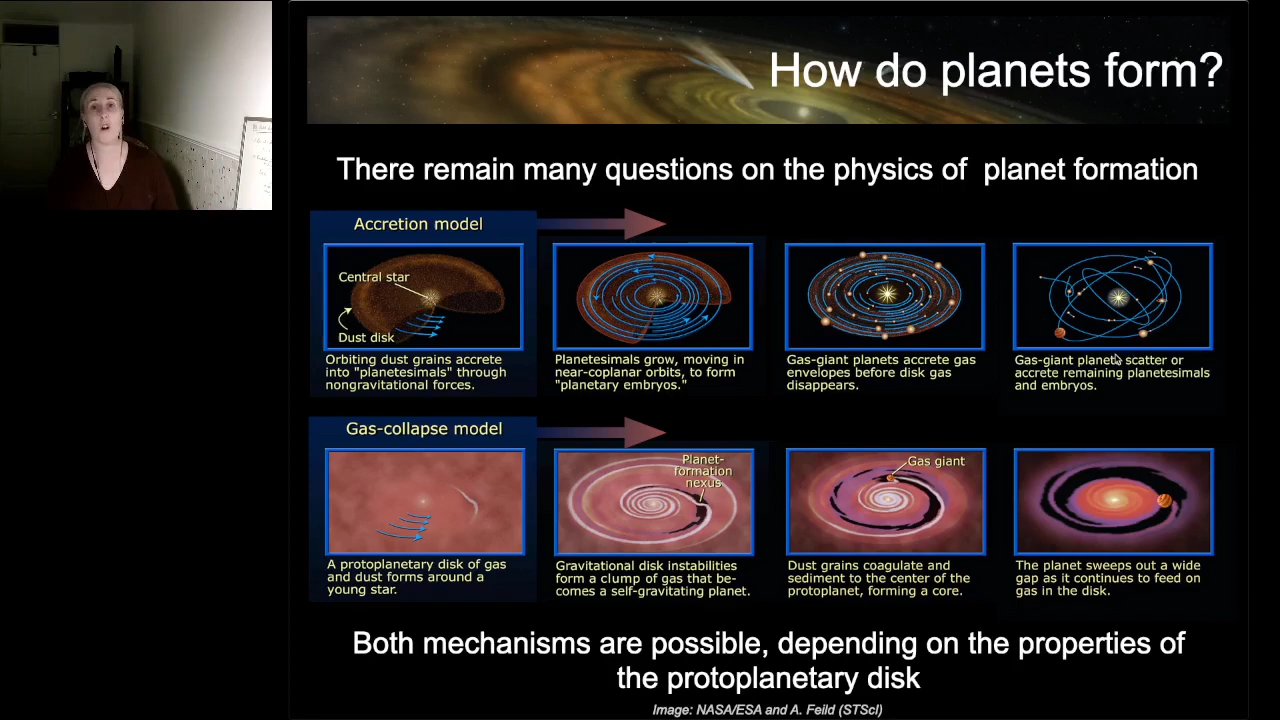 How do planets form?
There remain many questions on the physics of planet formation
Accretion model
Central star
Dust disk
Orbiting dust grains accrete
into "planetesimals" through
nongravitational forces.
Planetesimals grow, moving in
near-coplanar orbits, to form
"planetary embryos."
Gas-giant planets accrete gas
envelopes before disk gas
disappears.
Gas-giant planets scatter or
accrete remaining planetesimals
and embryos.
Gas-collapse model
A protoplanetary disk of gas
and dust forms around a
young star.
Planet-
formation
nexus
Gravitational disk instabilities
form a clump of gas that be-
comes a self-gravitating planet.
Gas giant
Dust grains coagulate and
sediment to the center of the
protoplanet, forming a core.
The planet sweeps out a wide
gap as it continues to feed on
gas in the disk.
Both mechanisms are possible, depending on the properties of
the protoplanetary disk
Image: NASA/ESA and A. Feild (STScI)